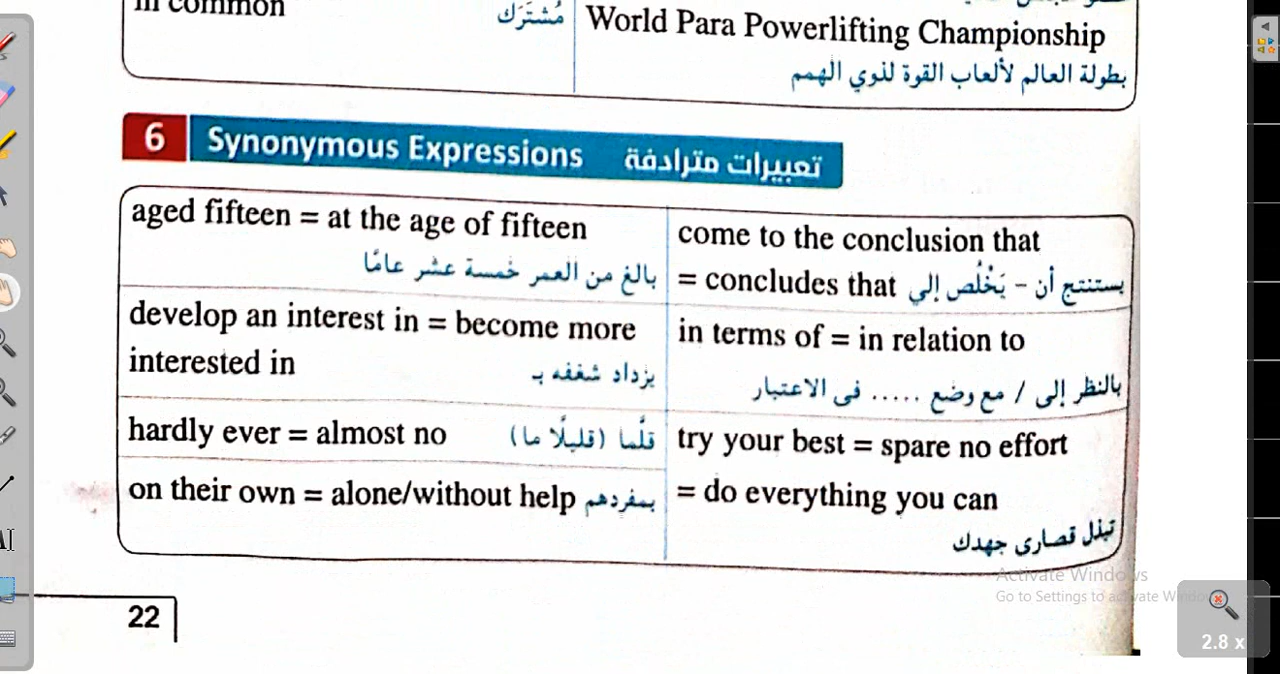 in common
مُشتَرَك
World Para Powerlifting Championship
بطولة العالم لألعاب القوة لذوي الهمم
6 Synonymous Expressions تعبيرات مترادفة
aged fifteen = at the age of fifteen
بالغ من العمر خمسة عشر عامًا
come to the conclusion that
= concludes that يستنتج أن - يَخْلُص إلي
develop an interest in = become more
interested in يزداد شغفه بـ
in terms of = in relation to
بالنظر إلى / مع وضع ..... فى الاعتبار
hardly ever = almost no قلَّما (قليلًا ما)
try your best = spare no effort
on their own = alone/without help بمفردهم
= do everything you can
تبذل قصارى جهدك
22
Activate Windows
Go to Settings to activate Windows
2.8 x